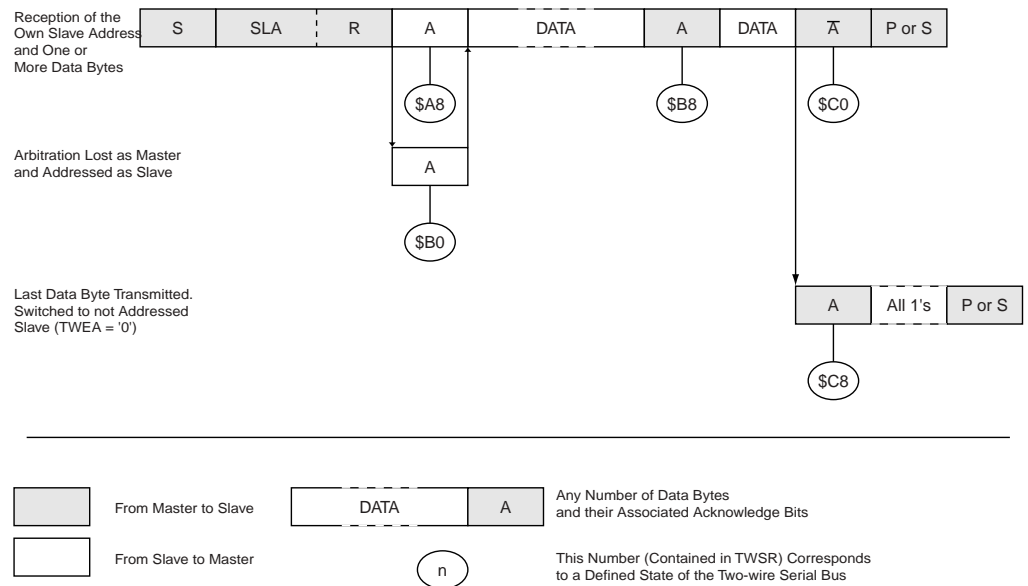 Reception of the
Own Slave Address
and One or
More Data Bytes
S SLA R A DATA A DATA A̅ P or S
$A8 $B8 $C0
Arbitration Lost as Master
and Addressed as Slave
A
$B0
Last Data Byte Transmitted.
Switched to not Addressed
Slave (TWEA = '0')
A All 1's P or S
$C8
From Master to Slave
DATA A
Any Number of Data Bytes
and their Associated Acknowledge Bits
From Slave to Master
n
This Number (Contained in TWSR) Corresponds
to a Defined State of the Two-wire Serial Bus